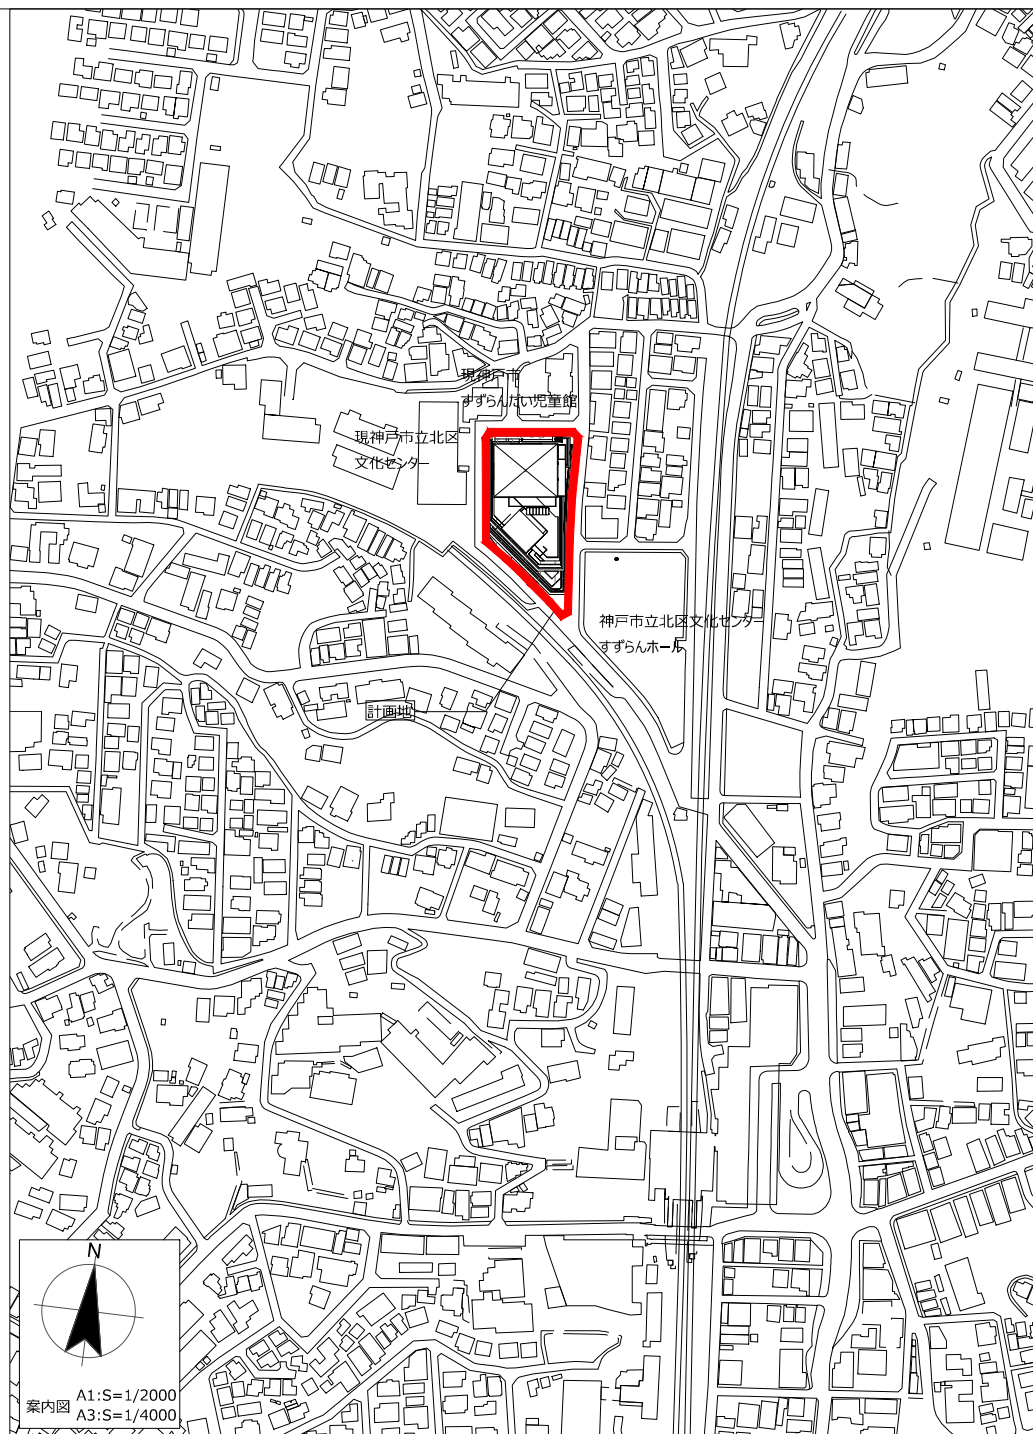 現神戸市
すずらんだい児童館
現神戸市立北区
文化センター
神戸市立北区文化センター
すずらんホール
計画地
N
案内図
A1:S=1/2000
A3:S=1/4000